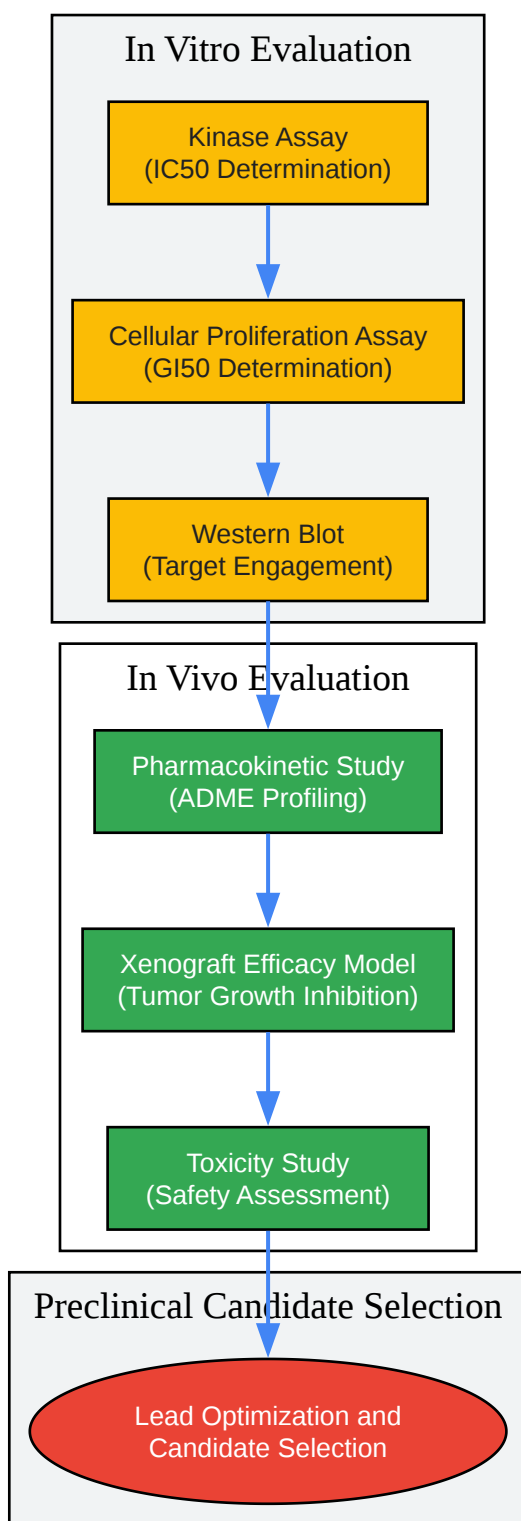 In Vitro Evaluation
Kinase Assay
(IC50 Determination)
Cellular Proliferation Assay
(GI50 Determination)
Western Blot
(Target Engagement)
In Vivo Evaluation
Pharmacokinetic Study
(ADME Profiling)
Xenograft Efficacy Model
(Tumor Growth Inhibition)
Toxicity Study
(Safety Assessment)
Preclinical Candidate Selection
Lead Optimization and
Candidate Selection